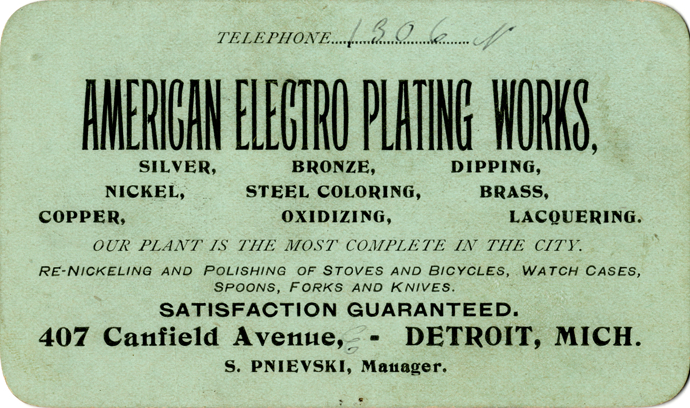 TELEPHONE 1306 N
AMERICAN ELECTRO PLATING WORKS,
SILVER, BRONZE, DIPPING,
NICKEL, STEEL COLORING, BRASS,
COPPER, OXIDIZING, LACQUERING.
OUR PLANT IS THE MOST COMPLETE IN THE CITY.
RE-NICKELING AND POLISHING OF STOVES AND BICYCLES, WATCH CASES,
SPOONS, FORKS AND KNIVES.
SATISFACTION GUARANTEED.
407 Canfield Avenue, - DETROIT, MICH.
S. PNIEVSKI, Manager.